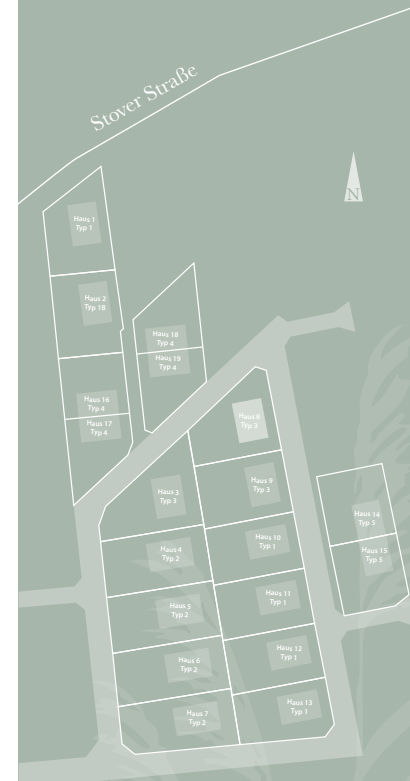 Stover Straße
N
Haus 1
Typ 1
Haus 2
Typ 1B
Haus 18
Typ 4
Haus 19
Typ 4
Haus 16
Typ 4
Haus 17
Typ 4
Haus 8
Typ 3
Haus 9
Typ 3
Haus 3
Typ 3
Haus 14
Typ 5
Haus 10
Typ 1
Haus 4
Typ 2
Haus 15
Typ 5
Haus 11
Typ 1
Haus 5
Typ 2
Haus 12
Typ 1
Haus 6
Typ 2
Haus 13
Typ 1
Haus 7
Typ 2